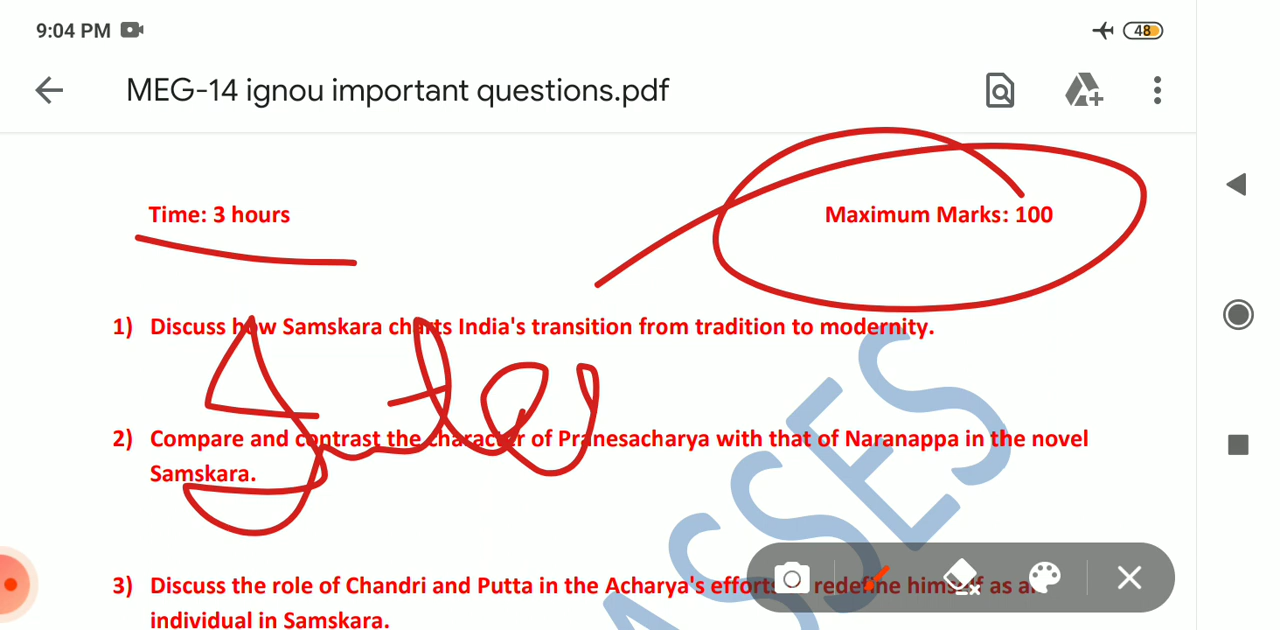 9:04 PM 48
MEG-14 ignou important questions.pdf
Time: 3 hours Maximum Marks: 100
1) Discuss how Samskara charts India's transition from tradition to modernity.
2) Compare and contrast the character of Pranesacharya with that of Naranappa in the novel
Samskara.
3) Discuss the role of Chandri and Putta in the Acharya's efforts redefine himself as an
individual in Samskara.
ASSES